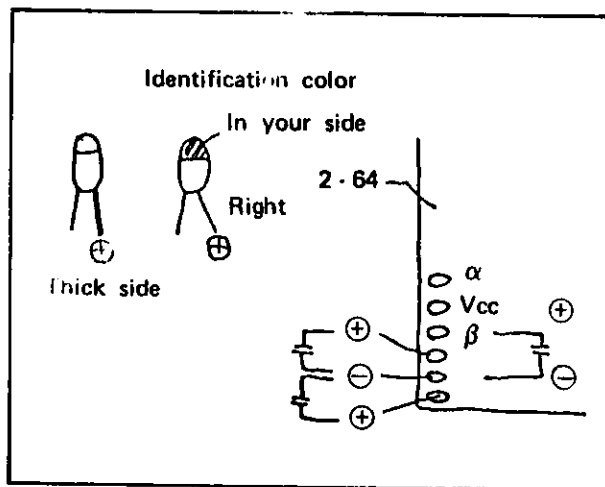 Identification color
In your side
2 · 64
Right
⊕ ⊕
Thick side
α
Vcc
β
⊕
⊕
⊖
⊖
⊕